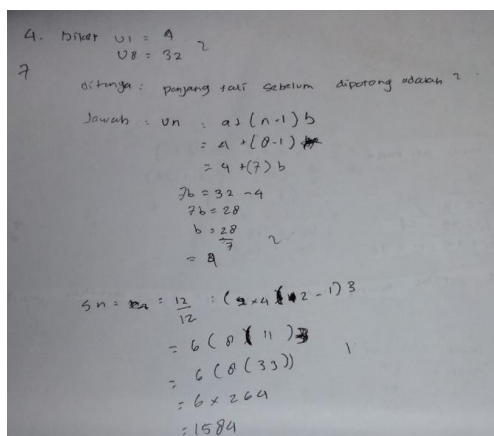 4. Diket U1 = 4
U8 = 32 2
7
ditanya : panjang tali sebelum dipotong adalah ?
Jawab : Un : a+(n-1)b
= 4 +(8-1)
= 4 +(7)b
7b = 32 - 4
7b = 28
b = 28/7 2
= 4
Sn = = 12/12 : (2x4 ( 12 - 1) 3
= 6 ( 8 ( 11 ) 3
= 6 ( 8 ( 33 )) 1
= 6 x 264
= 1584